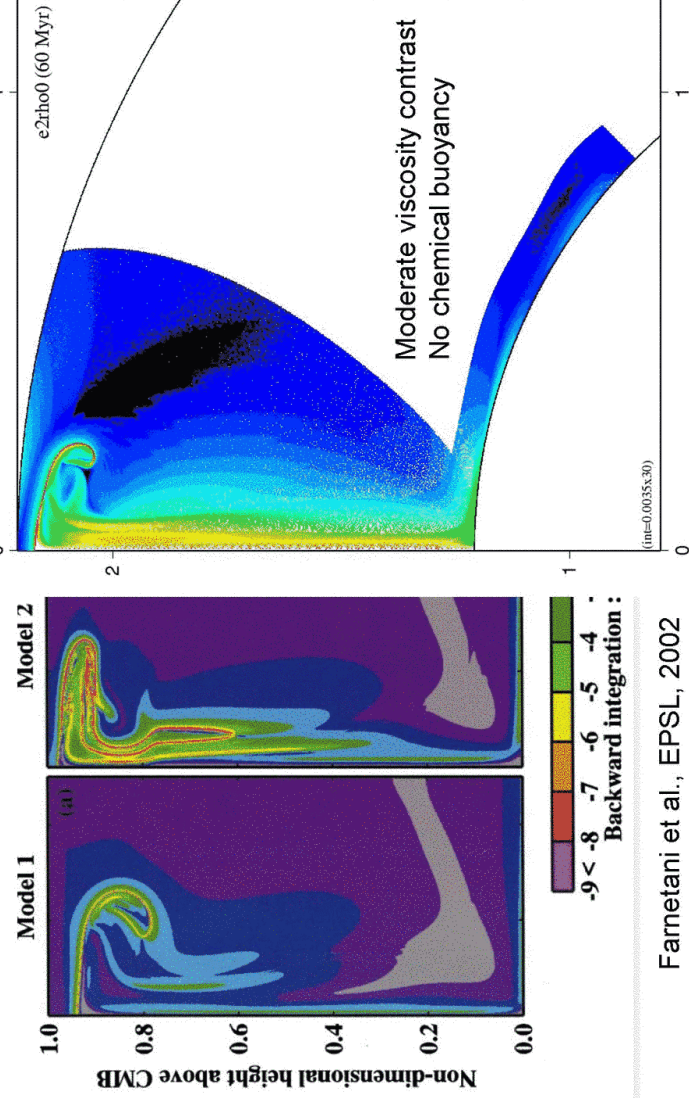 Model 1
Model 2
(a)
1.0
0.8
0.6
0.4
0.2
0.0
Non-dimensional height above CMB
-9< -8 -7 -6 -5 -4
Backward integration :
Farnetani et al., EPSL, 2002
e2rho0 (60 Myr)
Moderate viscosity contrast
No chemical buoyancy
(int=0.0035x30)
2
1
0
1
1